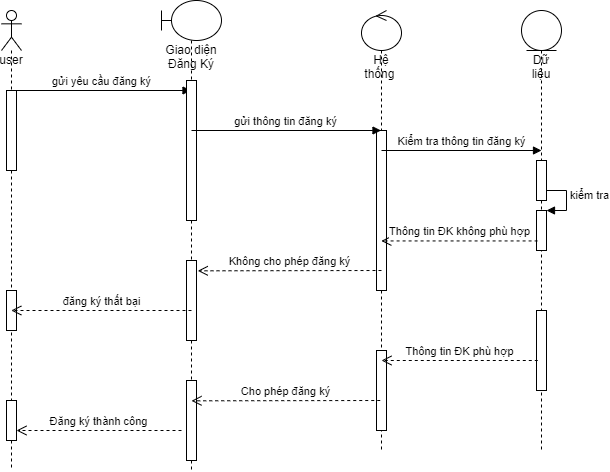 user
Giao diện
Đăng Ký
Hệ
thống
Dữ
liệu
gửi yêu cầu đăng ký
gửi thông tin đăng ký
Kiểm tra thông tin đăng ký
kiểm tra
Thông tin ĐK không phù hợp
Không cho phép đăng ký
đăng ký thất bại
Thông tin ĐK phù hợp
Cho phép đăng ký
Đăng ký thành công